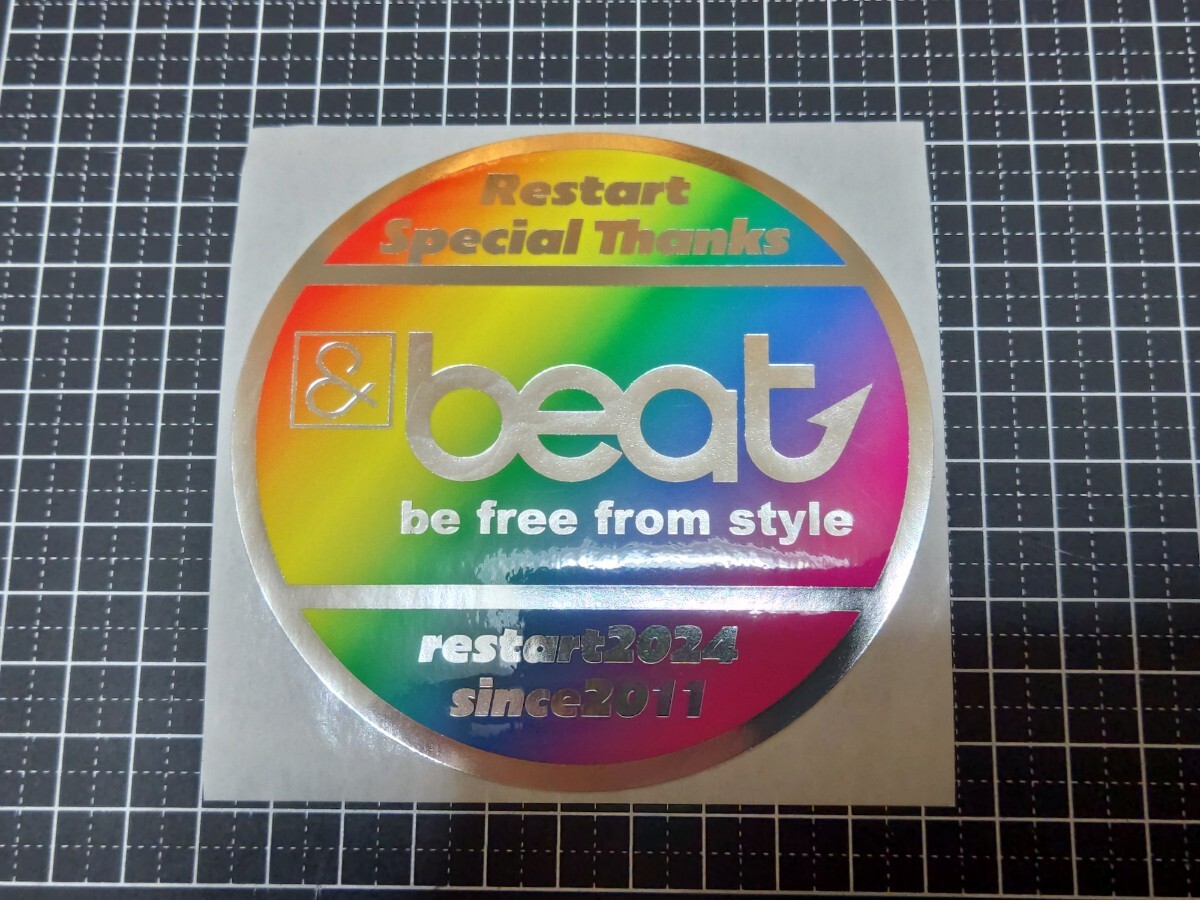 Restart
Special Thanks
& beat
be free from style
restart2024
since2011